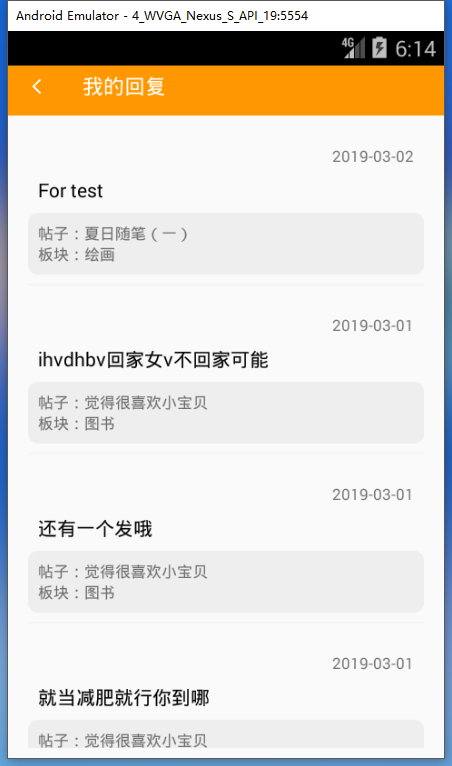 Android Emulator - 4_WVGA_Nexus_S_API_19:5554
4G 6:14
我的回复
2019-03-02
For test
帖子：夏日随笔（一）
板块：绘画
2019-03-01
ihvdhbv回家女v不回家可能
帖子：觉得很喜欢小宝贝
板块：图书
2019-03-01
还有一个发哦
帖子：觉得很喜欢小宝贝
板块：图书
2019-03-01
就当减肥就行你到哪
帖子：觉得很喜欢小宝贝